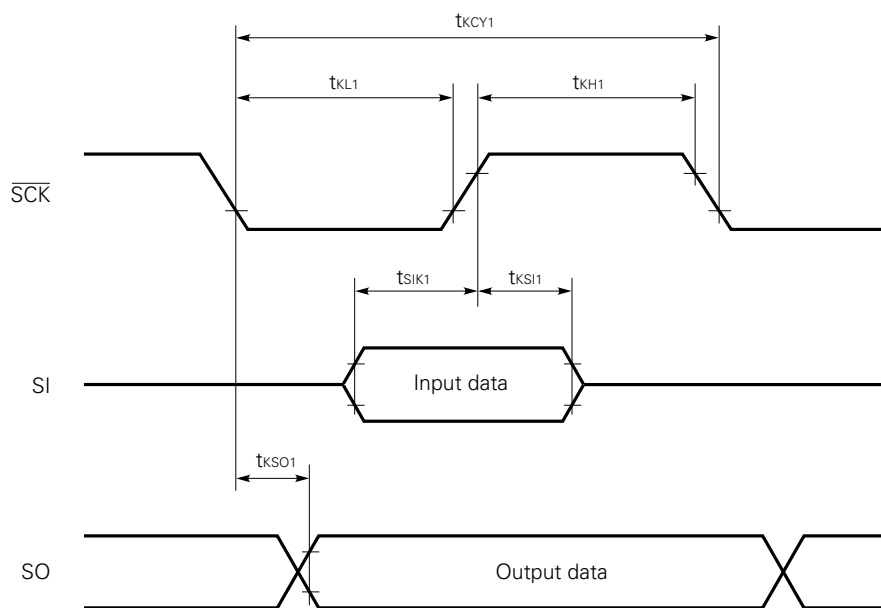 tKCY1
tKL1 tKH1
SCK
tSIK1 tKSI1
SI Input data
tKSO1
SO Output data